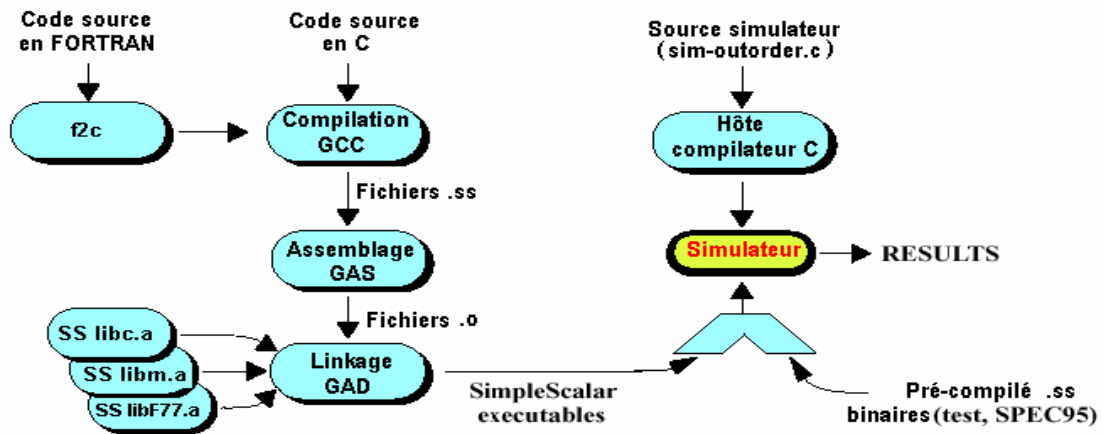 Code source
en FORTRAN
Code source
en C
Source simulateur
(sim-outorder.c)
f2c
Compilation
GCC
Hôte
compilateur C
Fichiers .ss
Assemblage
GAS
Simulateur
RESULTS
Fichiers .o
SS libc.a
SS libm.a
SS libF77.a
Linkage
GAD
SimpleScalar
executables
Pré-compilé .ss
binaires(test, SPEC95)